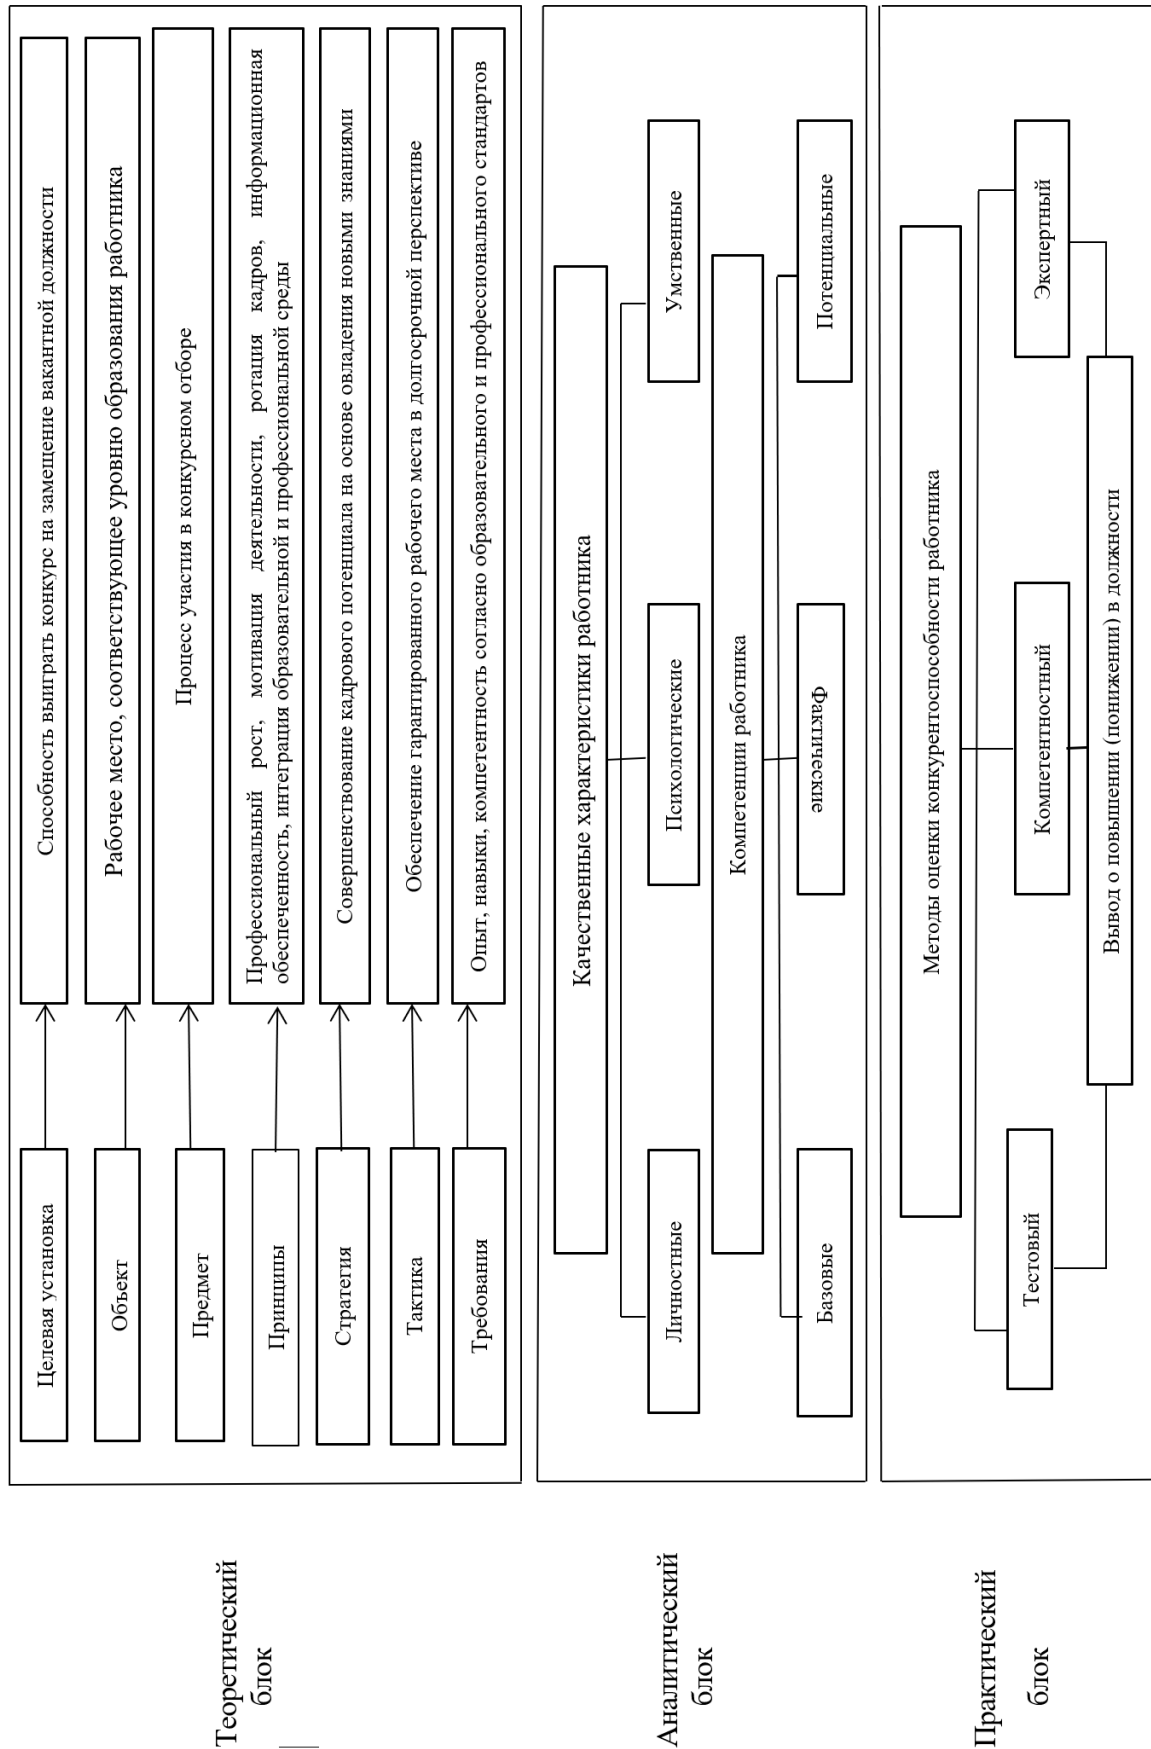 Теоретический
блок
Целевая установка
Способность выиграть конкурс на замещение вакантной должности
Объект
Рабочее место, соответствующее уровню образования работника
Предмет
Процесс участия в конкурсном отборе
Принципы
Профессиональный рост, мотивация деятельности, ротация кадров, информационная
обеспеченность, интеграция образовательной и профессиональной среды
Стратегия
Совершенствование кадрового потенциала на основе овладения новыми знаниями
Тактика
Обеспечение гарантированного рабочего места в долгосрочной перспективе
Требования
Опыт, навыки, компетентность согласно образовательного и профессионального стандартов
Аналитический
блок
Качественные характеристики работника
Личностные
Психологические
Умственные
Компетенции работника
Базовые
Фактические
Потенциальные
Практический
блок
Методы оценки конкурентоспособности работника
Тестовый
Компетентностный
Экспертный
Вывод о повышении (понижении) в должности